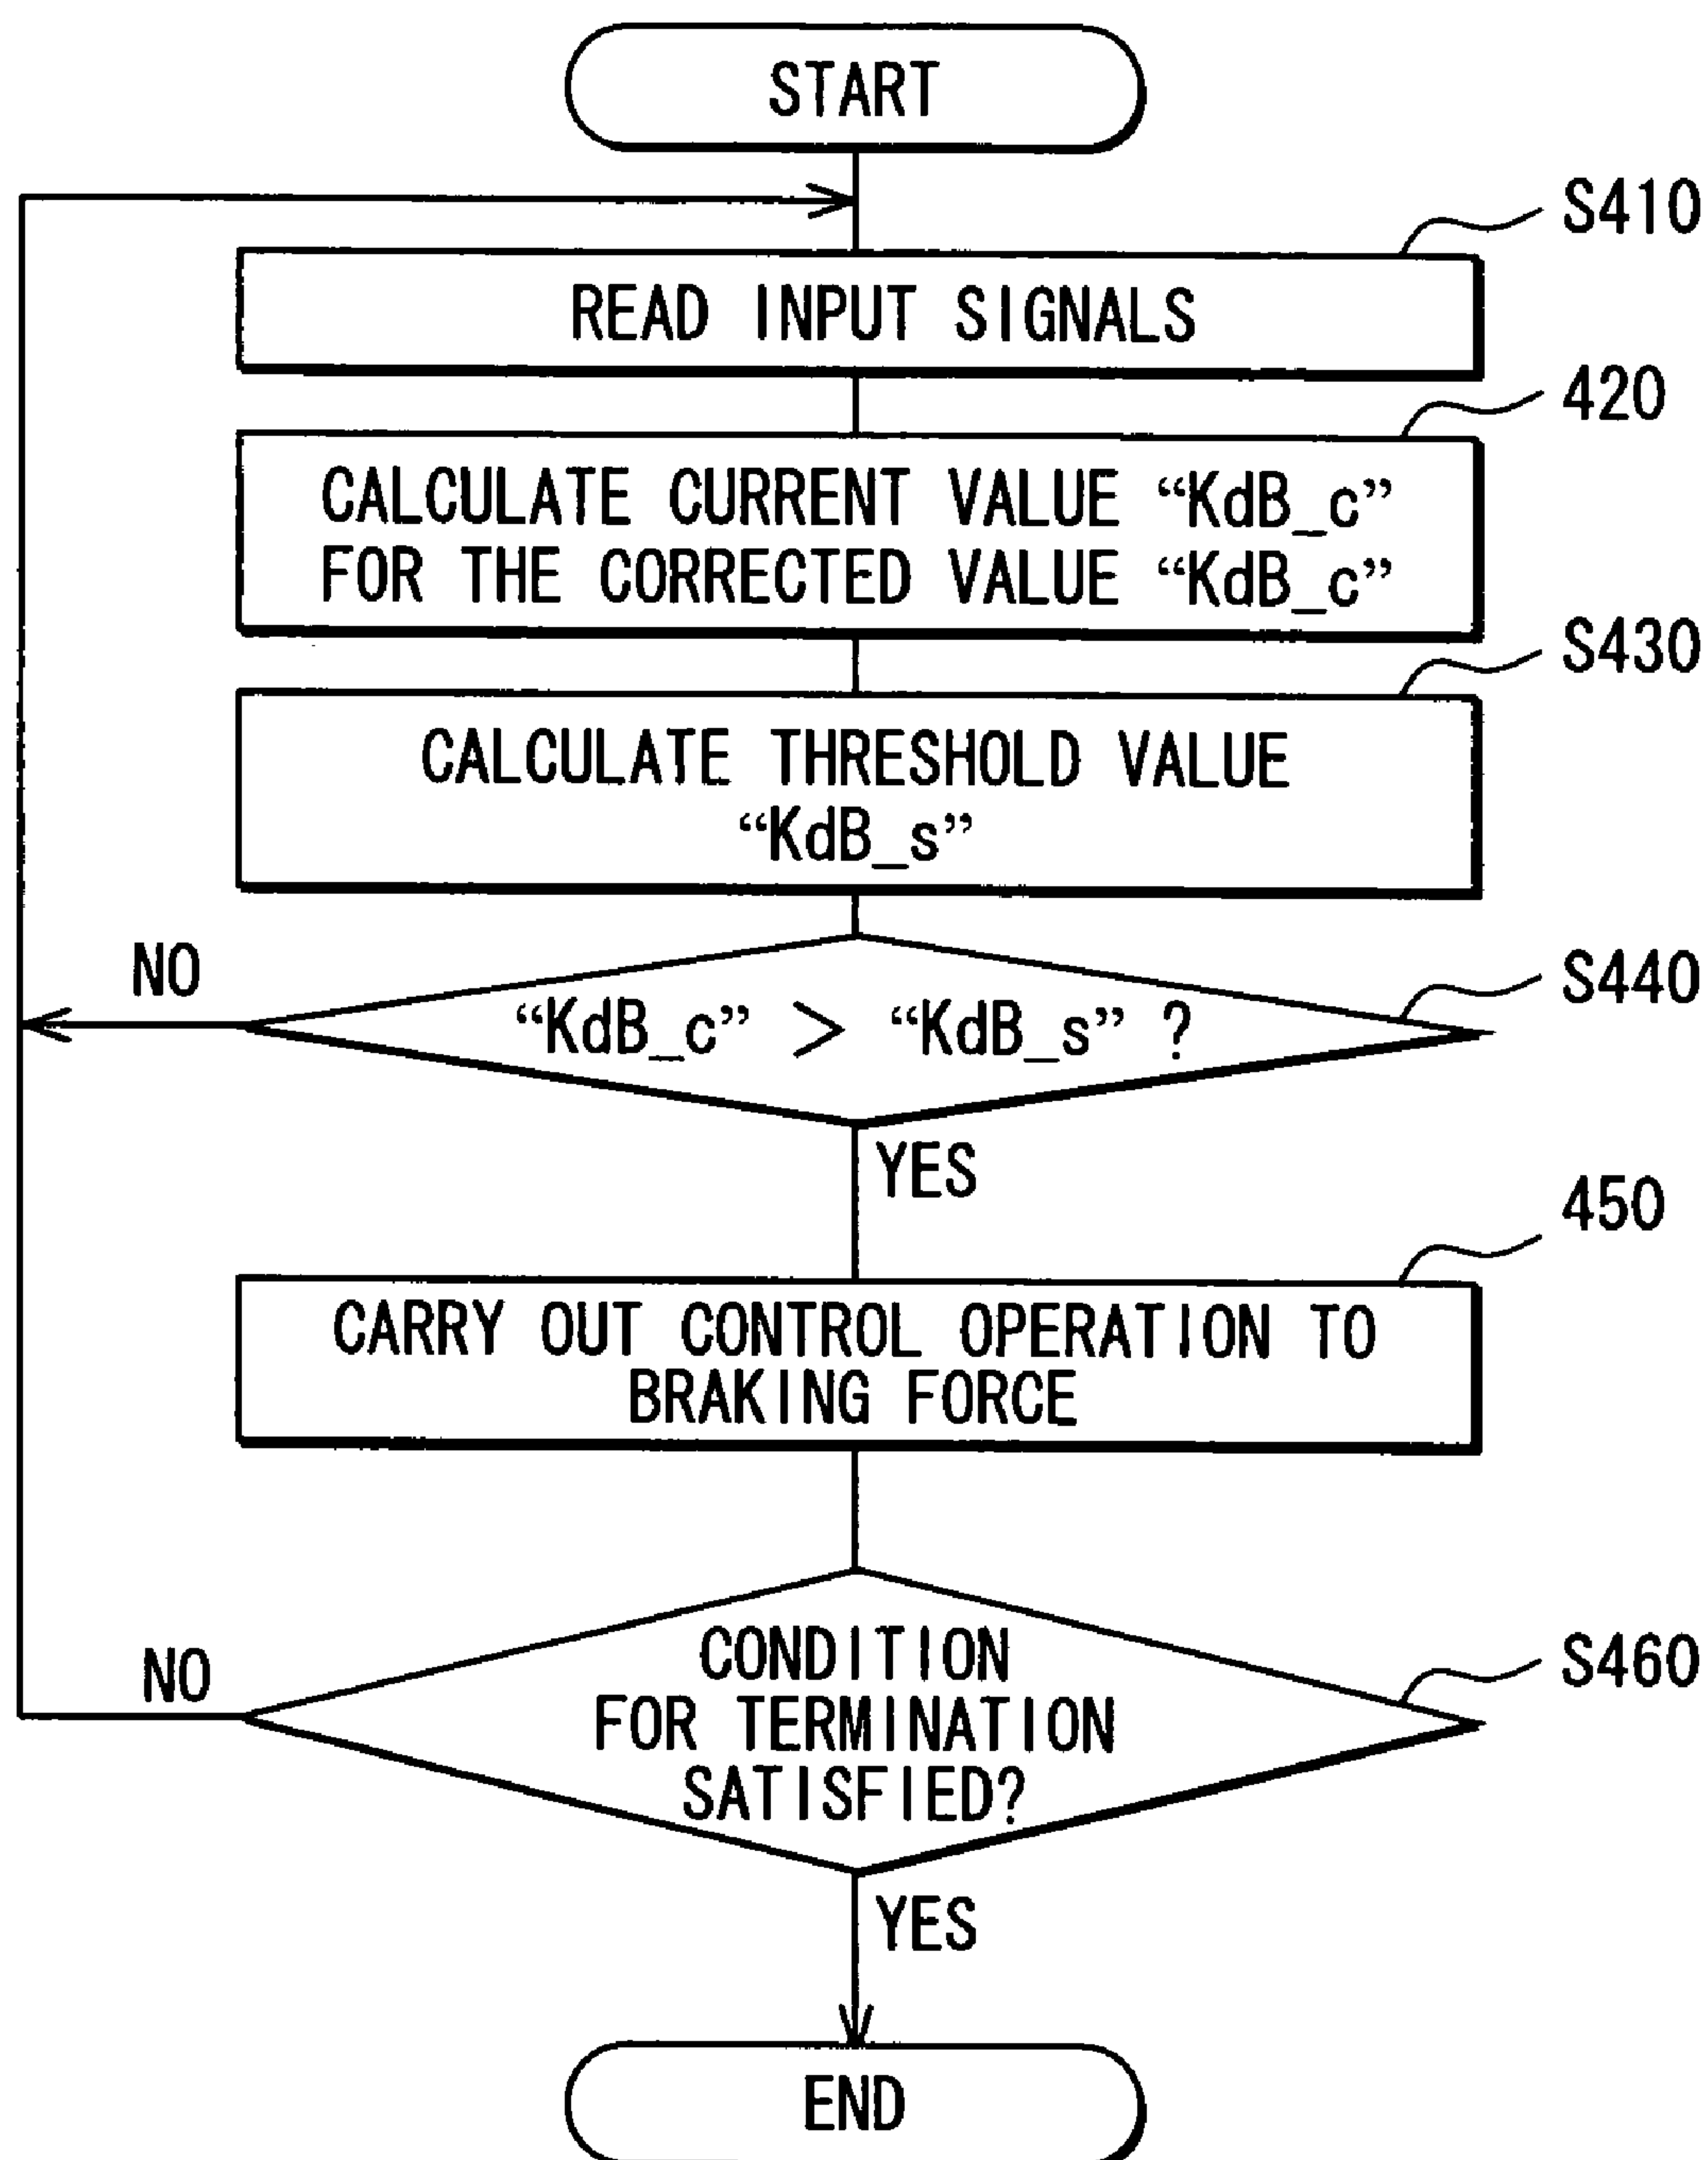 START
S410
READ INPUT SIGNALS
420
CALCULATE CURRENT VALUE “KdB_c”
FOR THE CORRECTED VALUE “KdB_c”
S430
CALCULATE THRESHOLD VALUE
“KdB_s”
NO
S440
“KdB_c” > “KdB_s” ?
YES
450
CARRY OUT CONTROL OPERATION TO
BRAKING FORCE
NO
S460
CONDITION
FOR TERMINATION
SATISFIED?
YES
END